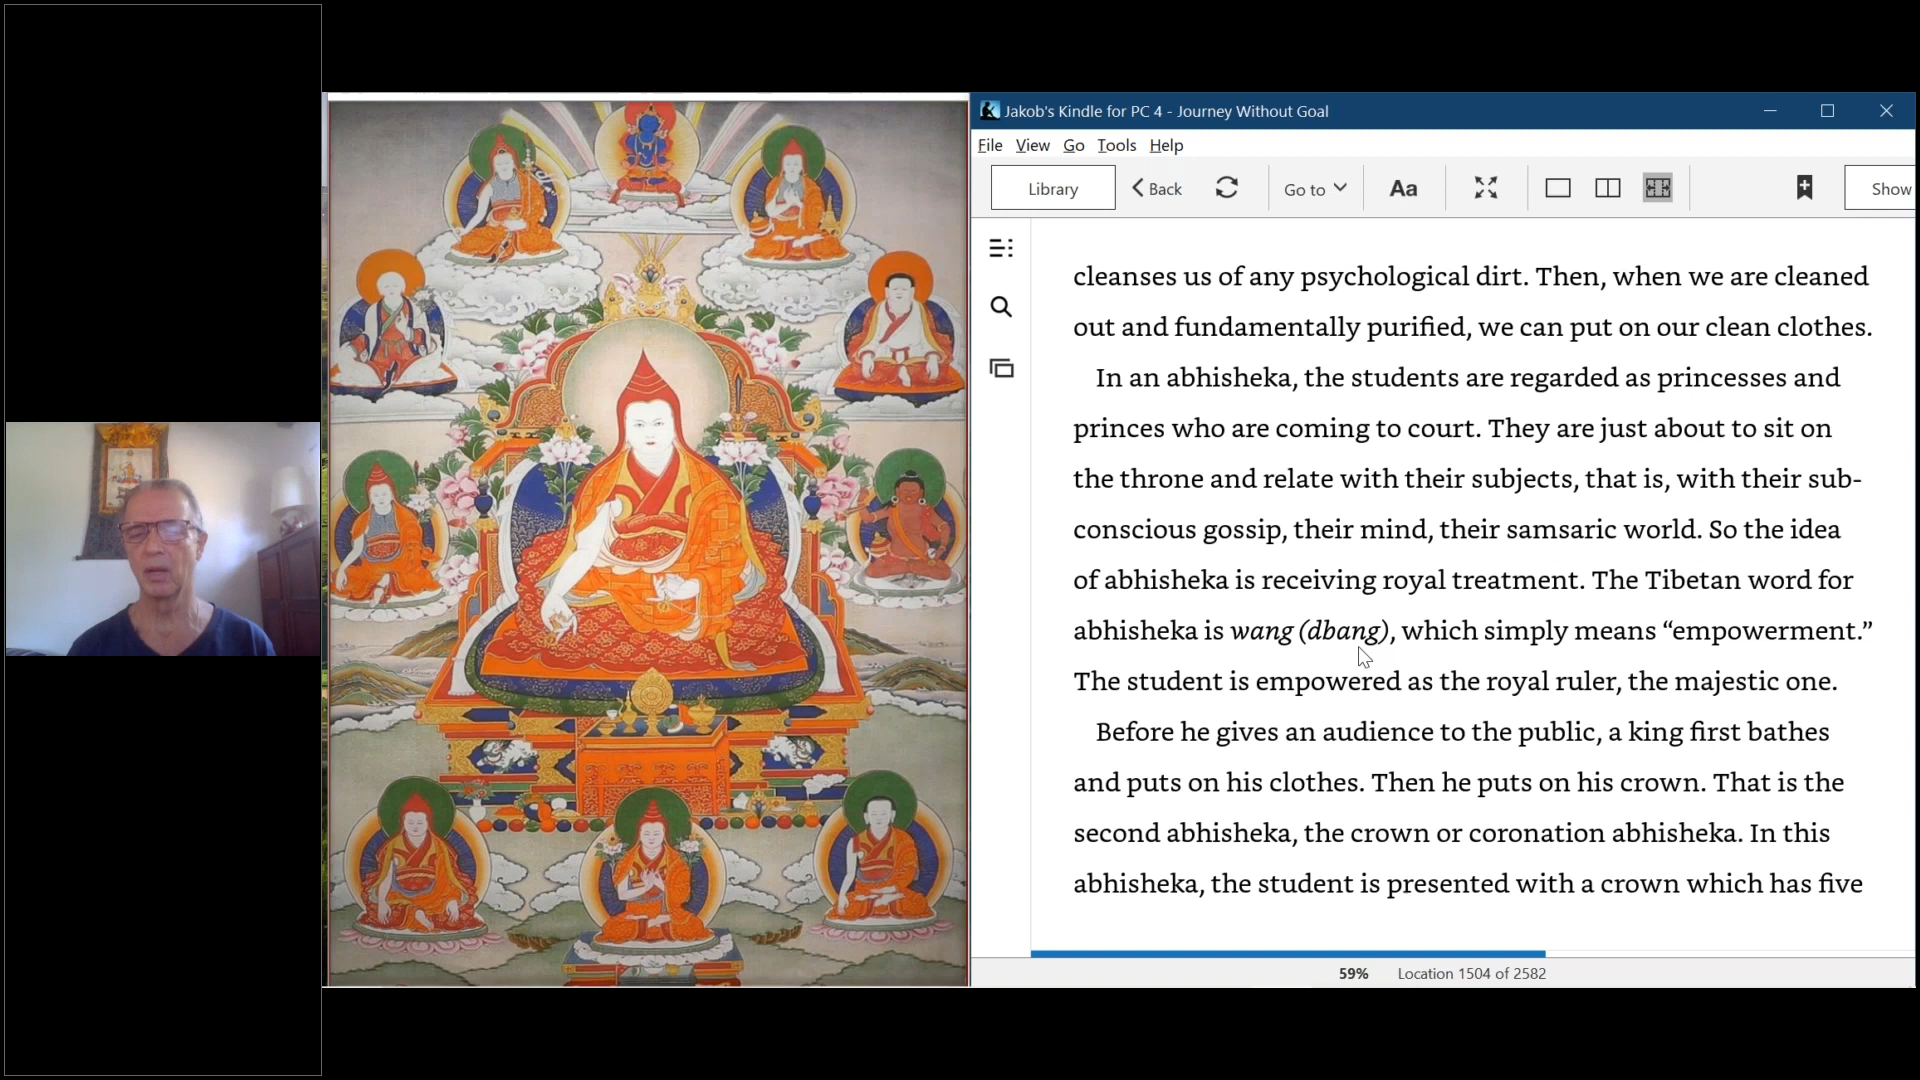 Jakob's Kindle for PC 4 - Journey Without Goal
File View Go Tools Help
Library Back Go to Aa Show
cleanses us of any psychological dirt. Then, when we are cleaned
out and fundamentally purified, we can put on our clean clothes.
In an abhisheka, the students are regarded as princesses and
princes who are coming to court. They are just about to sit on
the throne and relate with their subjects, that is, with their sub-
conscious gossip, their mind, their samsaric world. So the idea
of abhisheka is receiving royal treatment. The Tibetan word for
abhisheka is wang (dbang), which simply means “empowerment.”
The student is empowered as the royal ruler, the majestic one.
Before he gives an audience to the public, a king first bathes
and puts on his clothes. Then he puts on his crown. That is the
second abhisheka, the crown or coronation abhisheka. In this
abhisheka, the student is presented with a crown which has five
59% Location 1504 of 2582